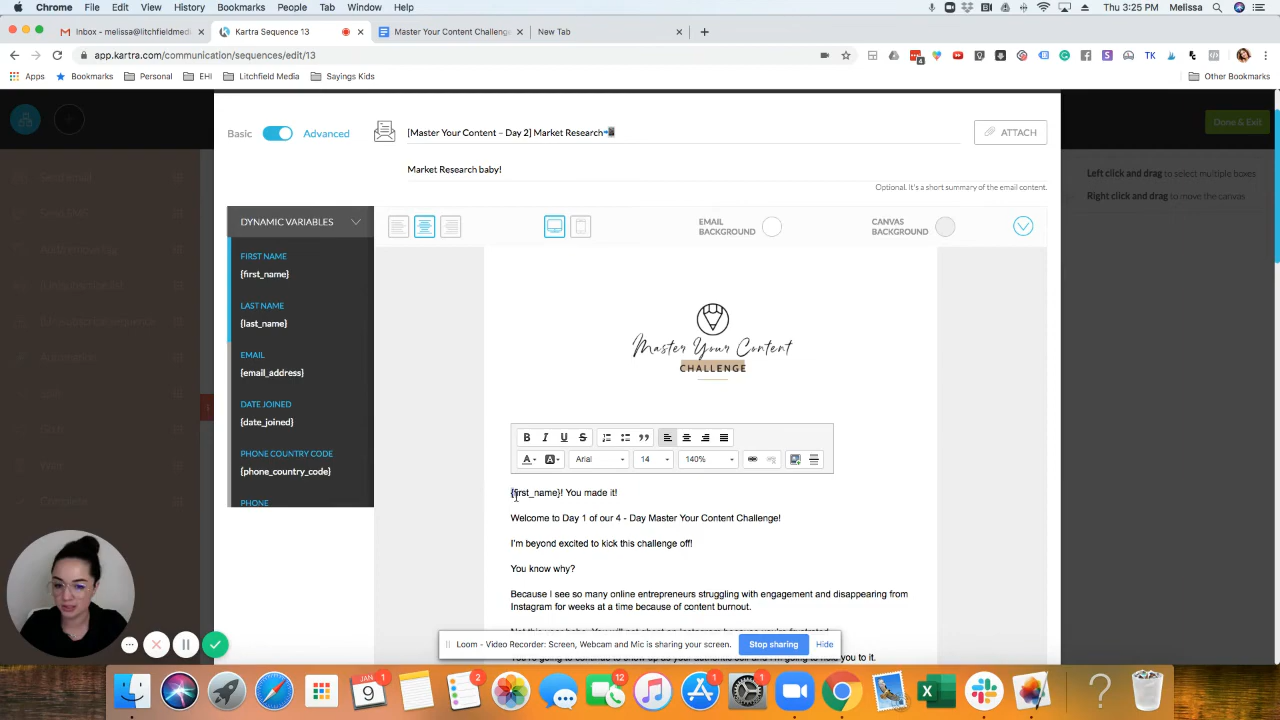 Chrome File Edit View History Bookmarks People Tab Window Help
Thu 3:25 PM Melissa
Inbox - melissa@litchfieldmed
Kartra Sequence 13
Master Your Content Challenge
New Tab
app.kartra.com/communication/sequences/edit/13
Apps Bookmarks Personal EHI Litchfield Media Sayings Kids
Other Bookmarks
Basic Advanced
[Master Your Content – Day 2] Market Research
ATTACH
Market Research baby!
Optional. It's a short summary of the email content.
Done & Exit
Left click and drag to select multiple boxes
Right click and drag to move the canvas
DYNAMIC VARIABLES
EMAIL
BACKGROUND
CANVAS
BACKGROUND
FIRST NAME
{first_name}
LAST NAME
{last_name}
EMAIL
{email_address}
DATE JOINED
{date_joined}
PHONE COUNTRY CODE
{phone_country_code}
PHONE
Master Your Content
CHALLENGE
B I U S
A A Arial 14 140%
{first_name}! You made it!
Welcome to Day 1 of our 4 - Day Master Your Content Challenge!
I'm beyond excited to kick this challenge off!
You know why?
Because I see so many online entrepreneurs struggling with engagement and disappearing from
Instagram for weeks at a time because of content burnout.
Loom - Video Recorder: Screen, Webcam and Mic is sharing your screen.
Stop sharing
Hide
JAN
9